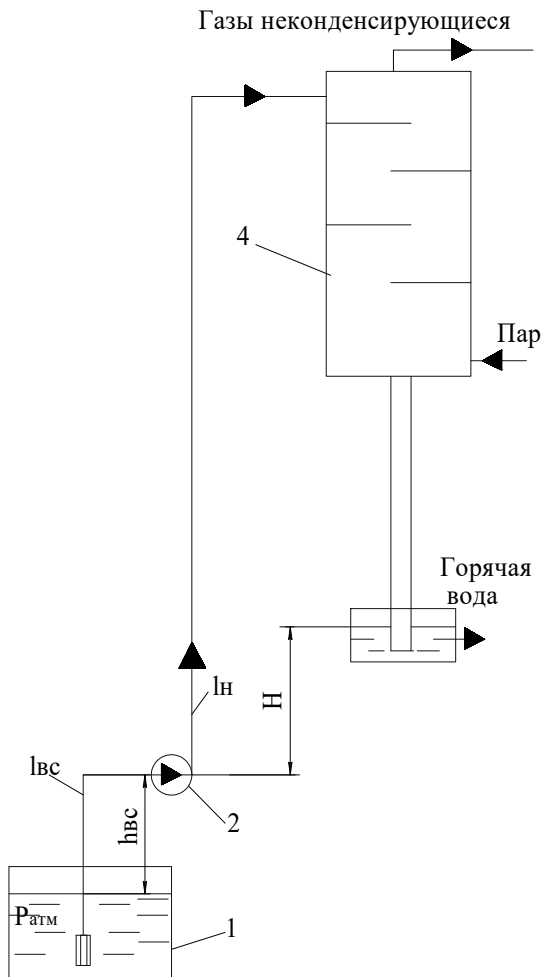 Газы неконденсирующиеся
4
Пар
Горячая
вода
lн
H
lвс
2
hвс
Pатм
1